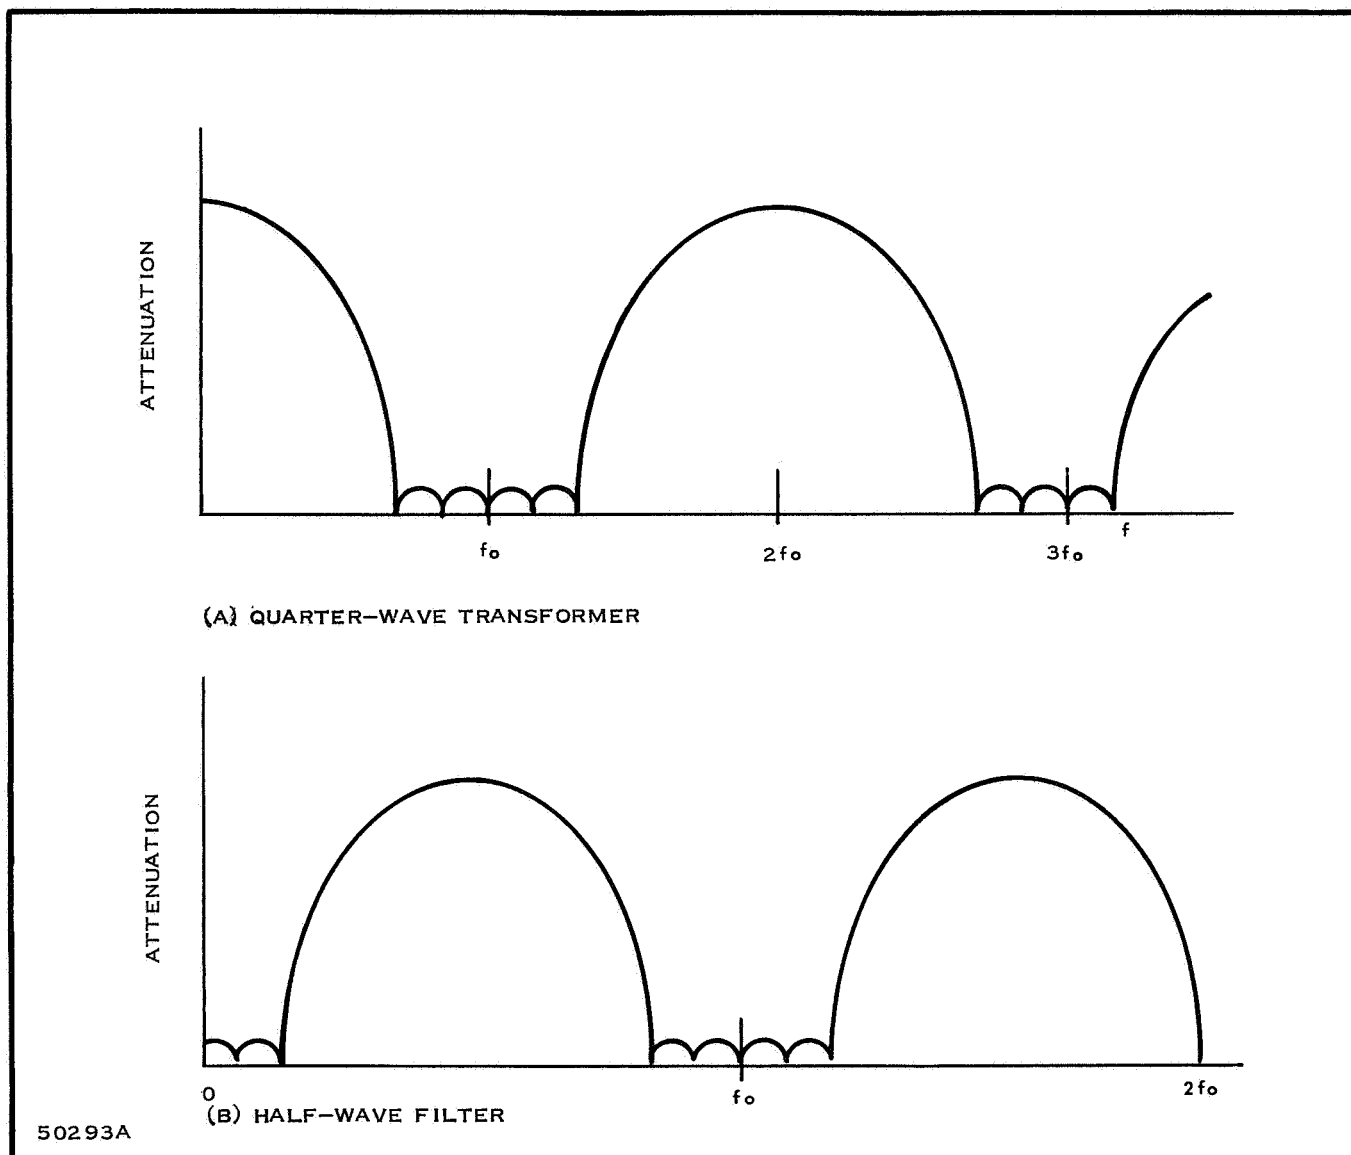 ATTENUATION
fo
2fo
3fo
f
(A) QUARTER-WAVE TRANSFORMER
ATTENUATION
0
fo
2fo
(B) HALF-WAVE FILTER
50293A